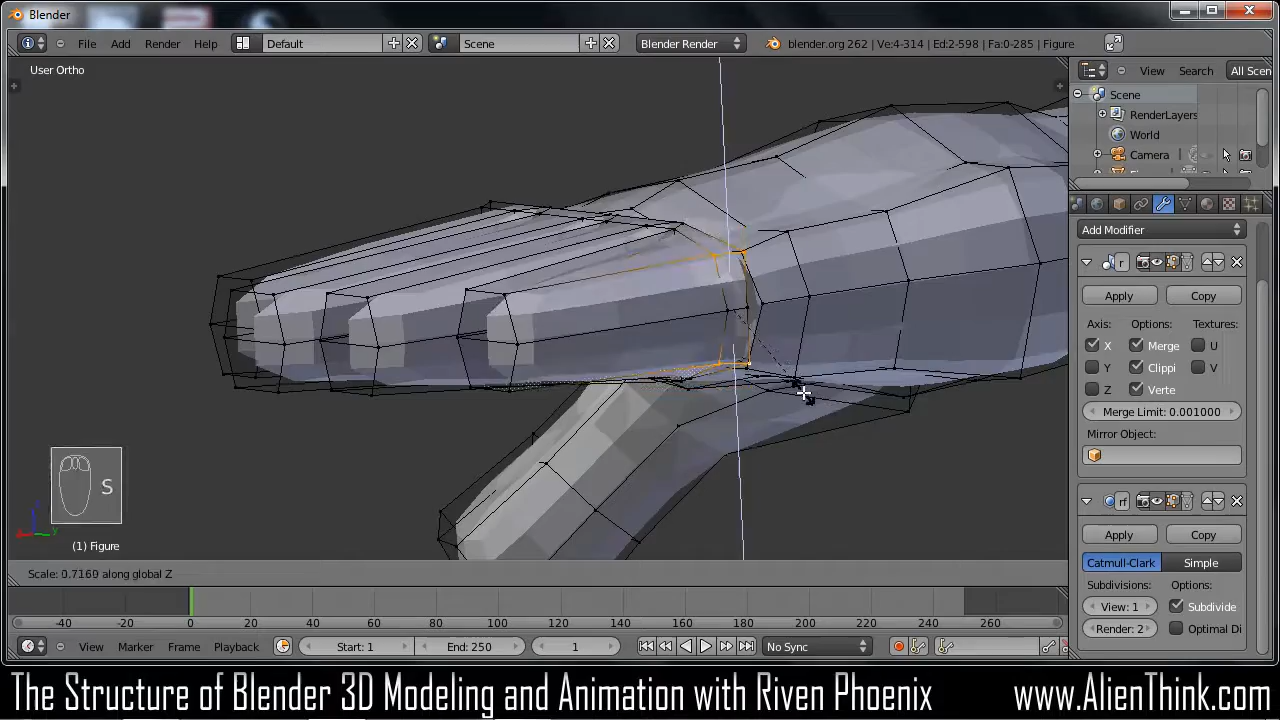 Blender
File Add Render Help Default Scene Blender Render blender.org 262 | Ve:4-314 | Ed:2-598 | Fa:0-285 | Figure
View Search All Scen
User Ortho
Scene
RenderLayers
World
Camera
Add Modifier
Apply Copy
Axis: Options: Textures:
X Merge U
Y Clippi V
Z Verte
Merge Limit: 0.001000
Mirror Object:
S
(1) Figure
Apply Copy
Catmull-Clark Simple
Subdivisions: Options:
View: 1 Subdivide
Render: 2 Optimal Di
Scale: 0.7160 along global Z
-40 -20 0 20 40 60 80 100 120 140 160 180 200 220 240 260
View Marker Frame Playback Start: 1 End: 250 1 No Sync
The Structure of Blender 3D Modeling and Animation with Riven Phoenix www.AlienThink.com